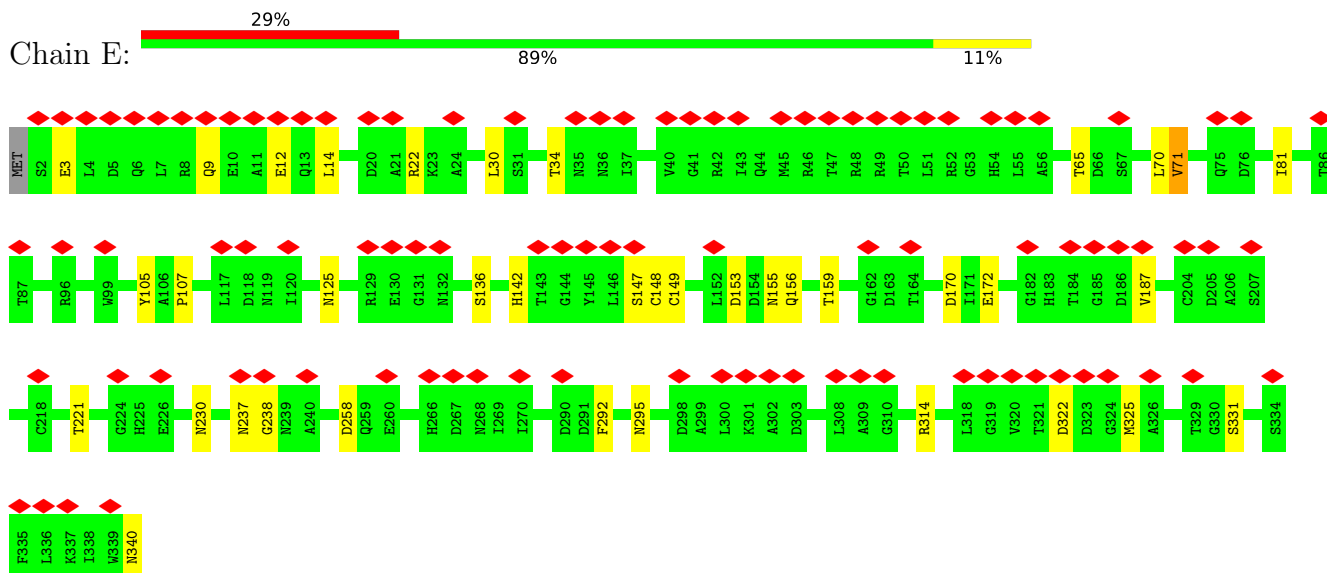 29%
Chain E:
89% 11%
MET S2 E3 L4 D5 Q6 L7 R8 Q9 E10 A11 E12 Q13 L14 D20 A21 R22 K23 A24 L30 S31 T34 N35 N36 I37 V40 G41 R42 I43 Q44 M45 R46 T47 R48 R49 T50 L51 R52 G53 H54 L55 A56 T65 D66 S67 L70 V71 Q75 D76 I81 T86
T87 R96 W99 Y105 A106 P107 L117 D118 N119 I120 N125 R129 E130 G131 N132 S136 H142 T143 G144 Y145 L146 S147 C148 C149 L152 D153 D154 N155 Q156 T159 G162 D163 T164 D170 I171 E172 G182 H183 T184 G185 D186 V187 C204 D205 A206 S207
C218 T221 G224 H225 E226 N230 N237 G238 N239 A240 D258 Q259 E260 H266 D267 N268 I269 I270 D290 D291 F292 N295 D298 A299 L300 K301 A302 D303 L308 A309 G310 R314 L318 G319 V320 T321 D322 D323 G324 M325 A326 T329 G330 S331 S334
F335 L336 K337 I338 W339 N340